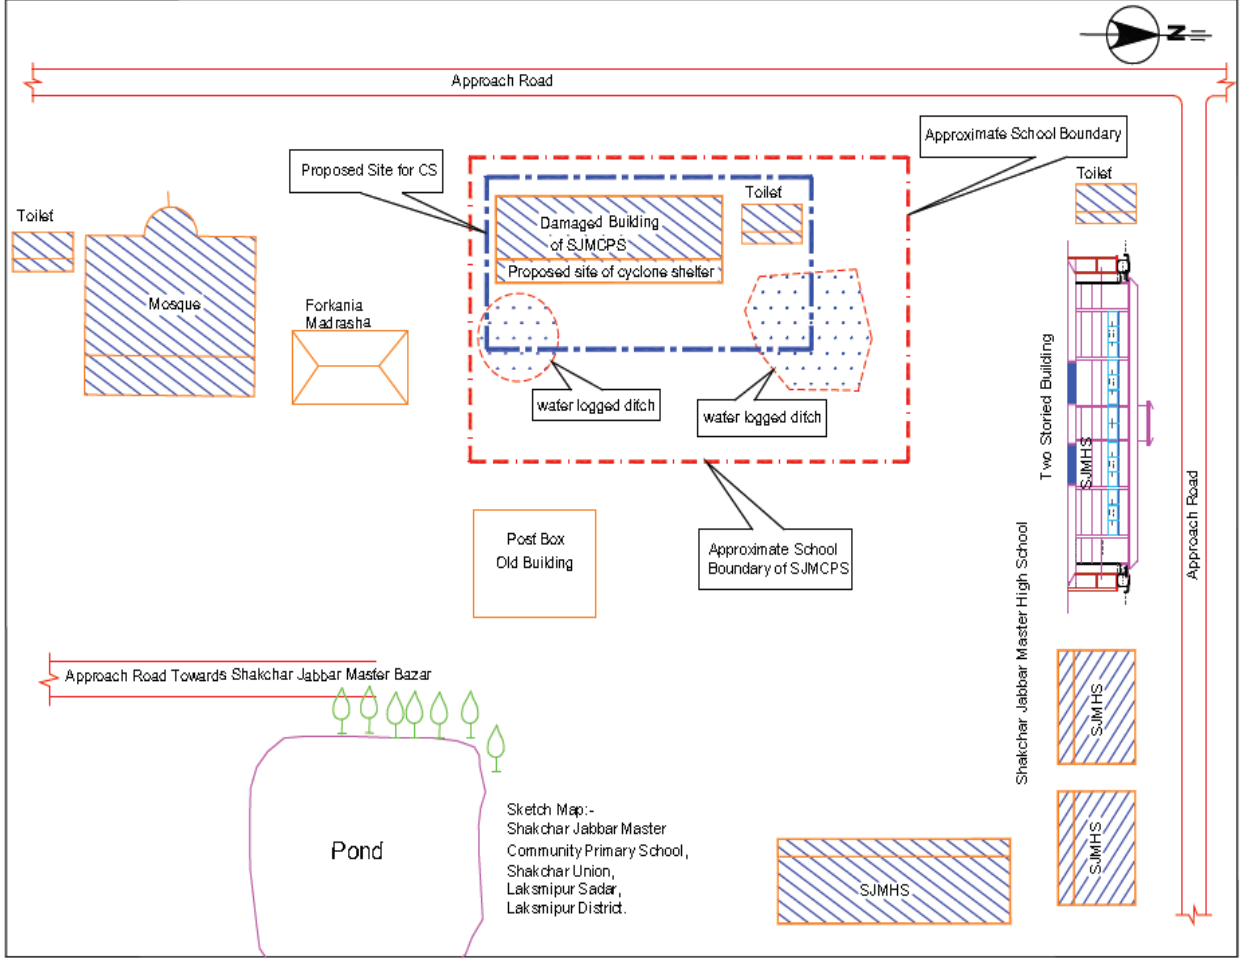 N
Approach Road
Approximate School Boundary
Proposed Site for CS
Toilet
Toilet
Toilet
Damaged Building
of SJMCPS
Proposed site of cyclone shelter
Mosque
Forkania
Madrasha
water logged ditch
water logged ditch
Two Storied Building
SJMHS
Approach Road
Post Box
Old Building
Approximate School
Boundary of SJMCPS
Shakchar Jabbar Master High School
Approach Road Towards Shakchar Jabbar Master Bazar
SJMHS
SJMHS
SJMHS
Pond
Sketch Map:-
Shakchar Jabbar Master
Community Primary School,
Shakchar Union,
Laksmipur Sadar,
Laksmipur District.